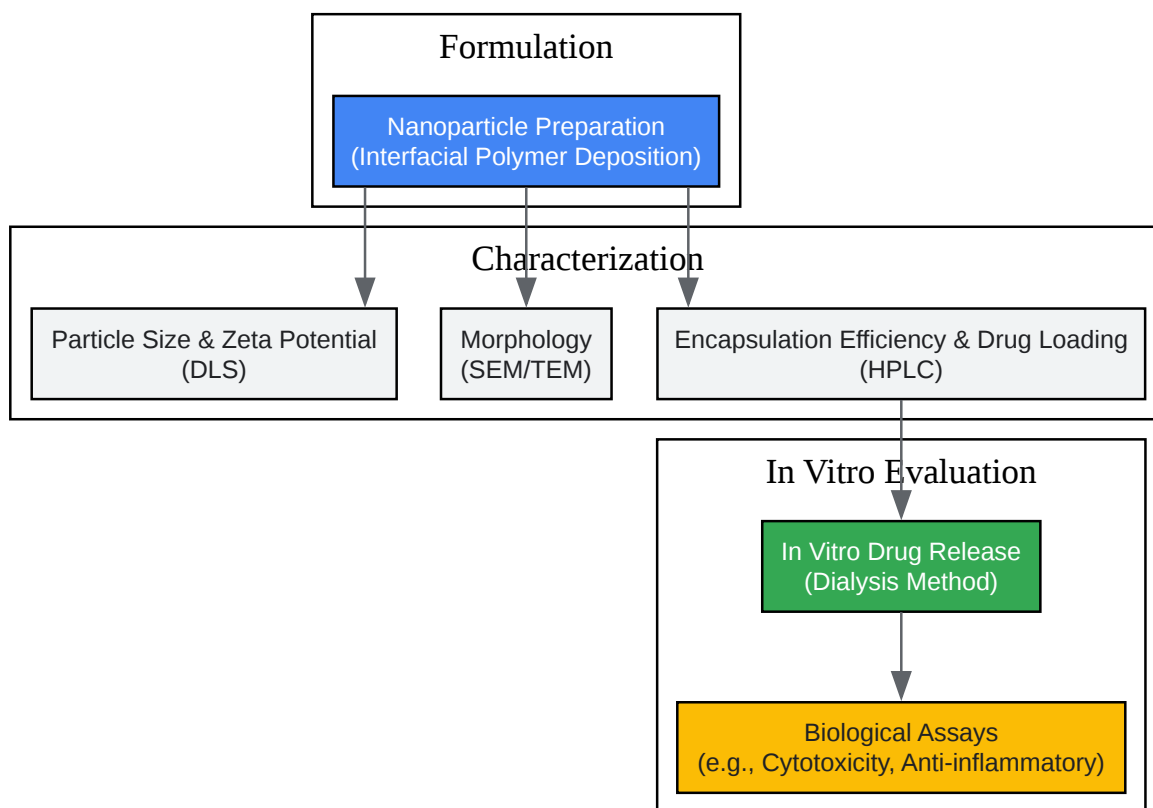 Formulation
Nanoparticle Preparation
(Interfacial Polymer Deposition)
Characterization
Particle Size & Zeta Potential
(DLS)
Morphology
(SEM/TEM)
Encapsulation Efficiency & Drug Loading
(HPLC)
In Vitro Evaluation
In Vitro Drug Release
(Dialysis Method)
Biological Assays
(e.g., Cytotoxicity, Anti-inflammatory)